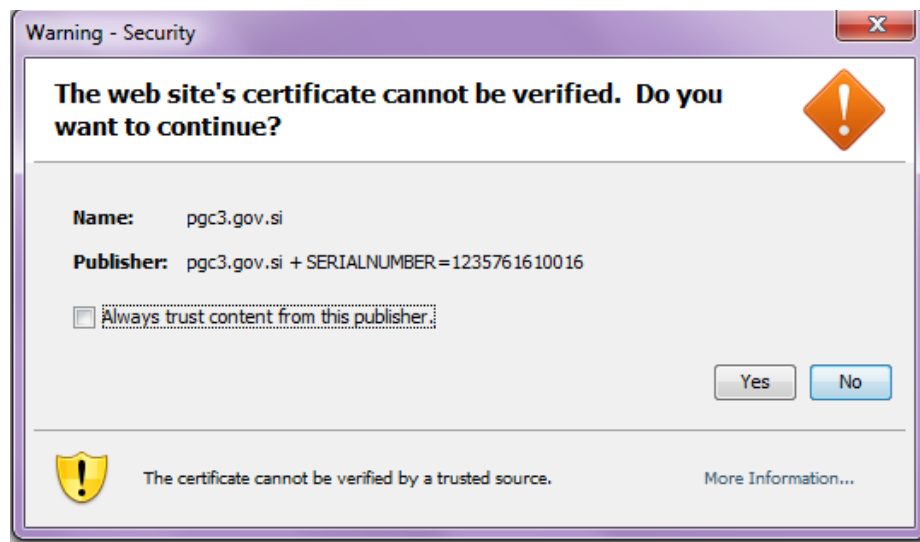 Warning - Security
The web site's certificate cannot be verified. Do you
want to continue?
Name: pgc3.gov.si
Publisher: pgc3.gov.si + SERIALNUMBER=1235761610016
Always trust content from this publisher.
Yes No
The certificate cannot be verified by a trusted source. More Information...